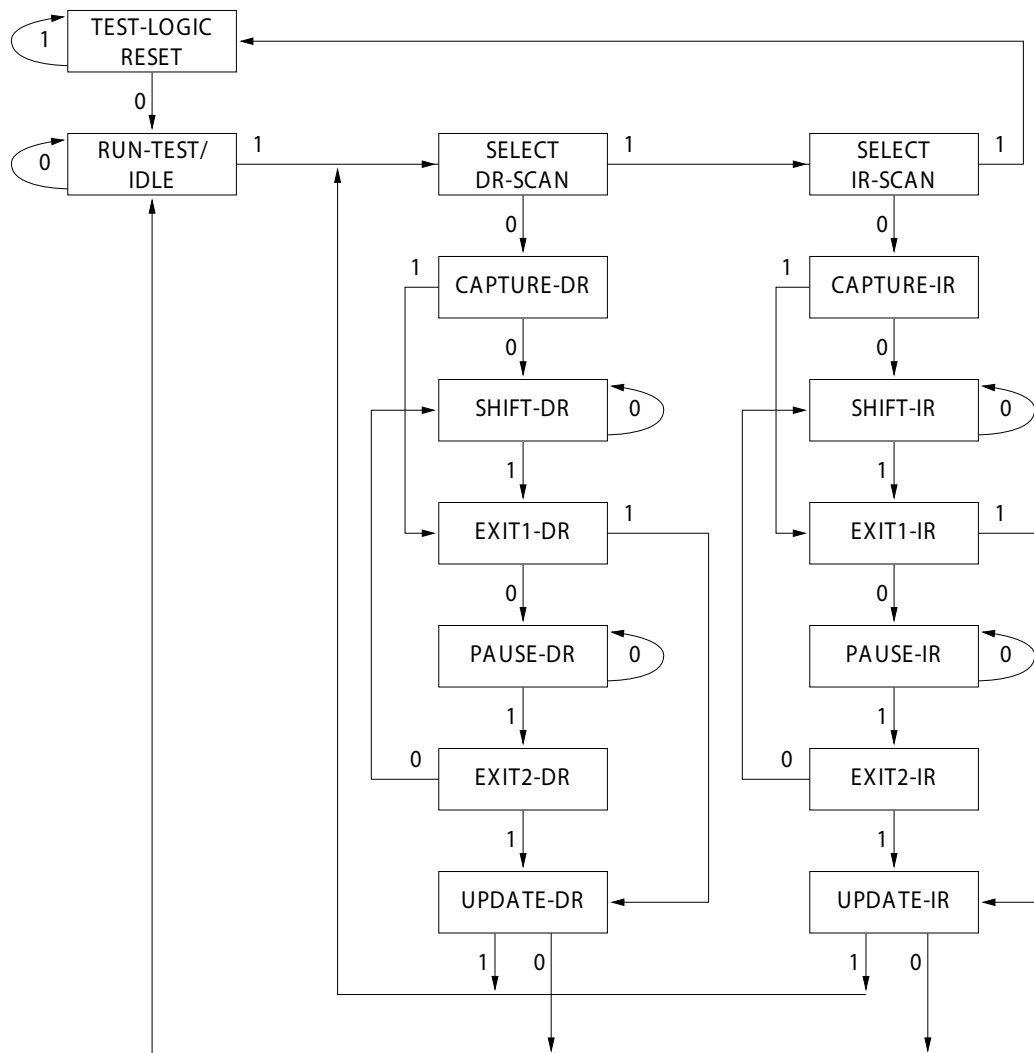 TEST-LOGIC
RESET
1
0
RUN-TEST/
IDLE
0
1
SELECT
DR-SCAN
1
SELECT
IR-SCAN
1
0
0
1
CAPTURE-DR
1
CAPTURE-IR
0
0
SHIFT-DR
0
SHIFT-IR
0
1
1
EXIT1-DR
1
EXIT1-IR
1
0
0
PAUSE-DR
0
PAUSE-IR
0
1
1
0
EXIT2-DR
0
EXIT2-IR
1
1
UPDATE-DR
UPDATE-IR
1
0
1
0